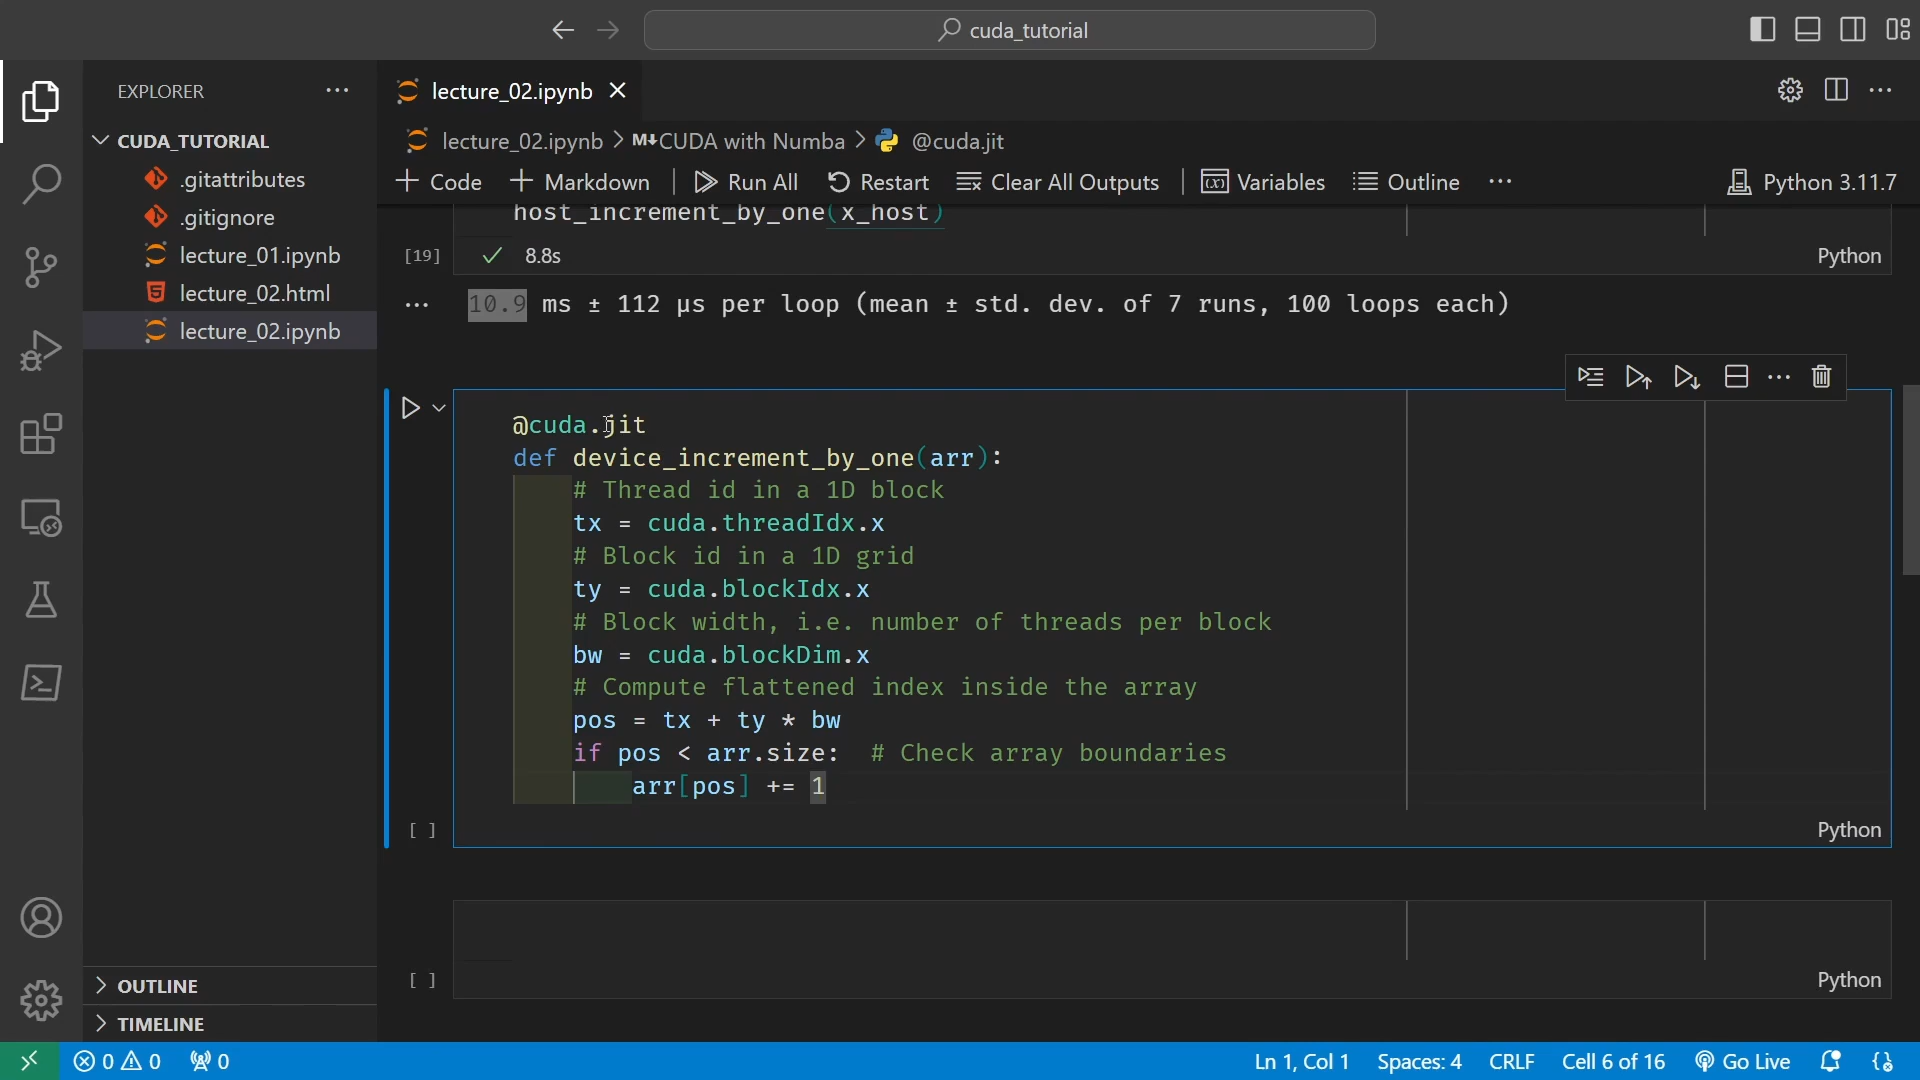 cuda_tutorial
EXPLORER
CUDA_TUTORIAL
.gitattributes
.gitignore
lecture_01.ipynb
lecture_02.html
lecture_02.ipynb
OUTLINE
TIMELINE
lecture_02.ipynb
lecture_02.ipynb > M↓CUDA with Numba > @cuda.jit
+ Code + Markdown | Run All Restart Clear All Outputs | Variables Outline ... Python 3.11.7
host_increment_by_one(x_host)
[19] ✓ 8.8s Python
... 10.9 ms ± 112 µs per loop (mean ± std. dev. of 7 runs, 100 loops each)
@cuda.jit
def device_increment_by_one(arr):
# Thread id in a 1D block
tx = cuda.threadIdx.x
# Block id in a 1D grid
ty = cuda.blockIdx.x
# Block width, i.e. number of threads per block
bw = cuda.blockDim.x
# Compute flattened index inside the array
pos = tx + ty * bw
if pos < arr.size:  # Check array boundaries
arr[pos] += 1
[ ] Python
[ ] Python
0 0 0 Ln 1, Col 1 Spaces: 4 CRLF Cell 6 of 16 Go Live